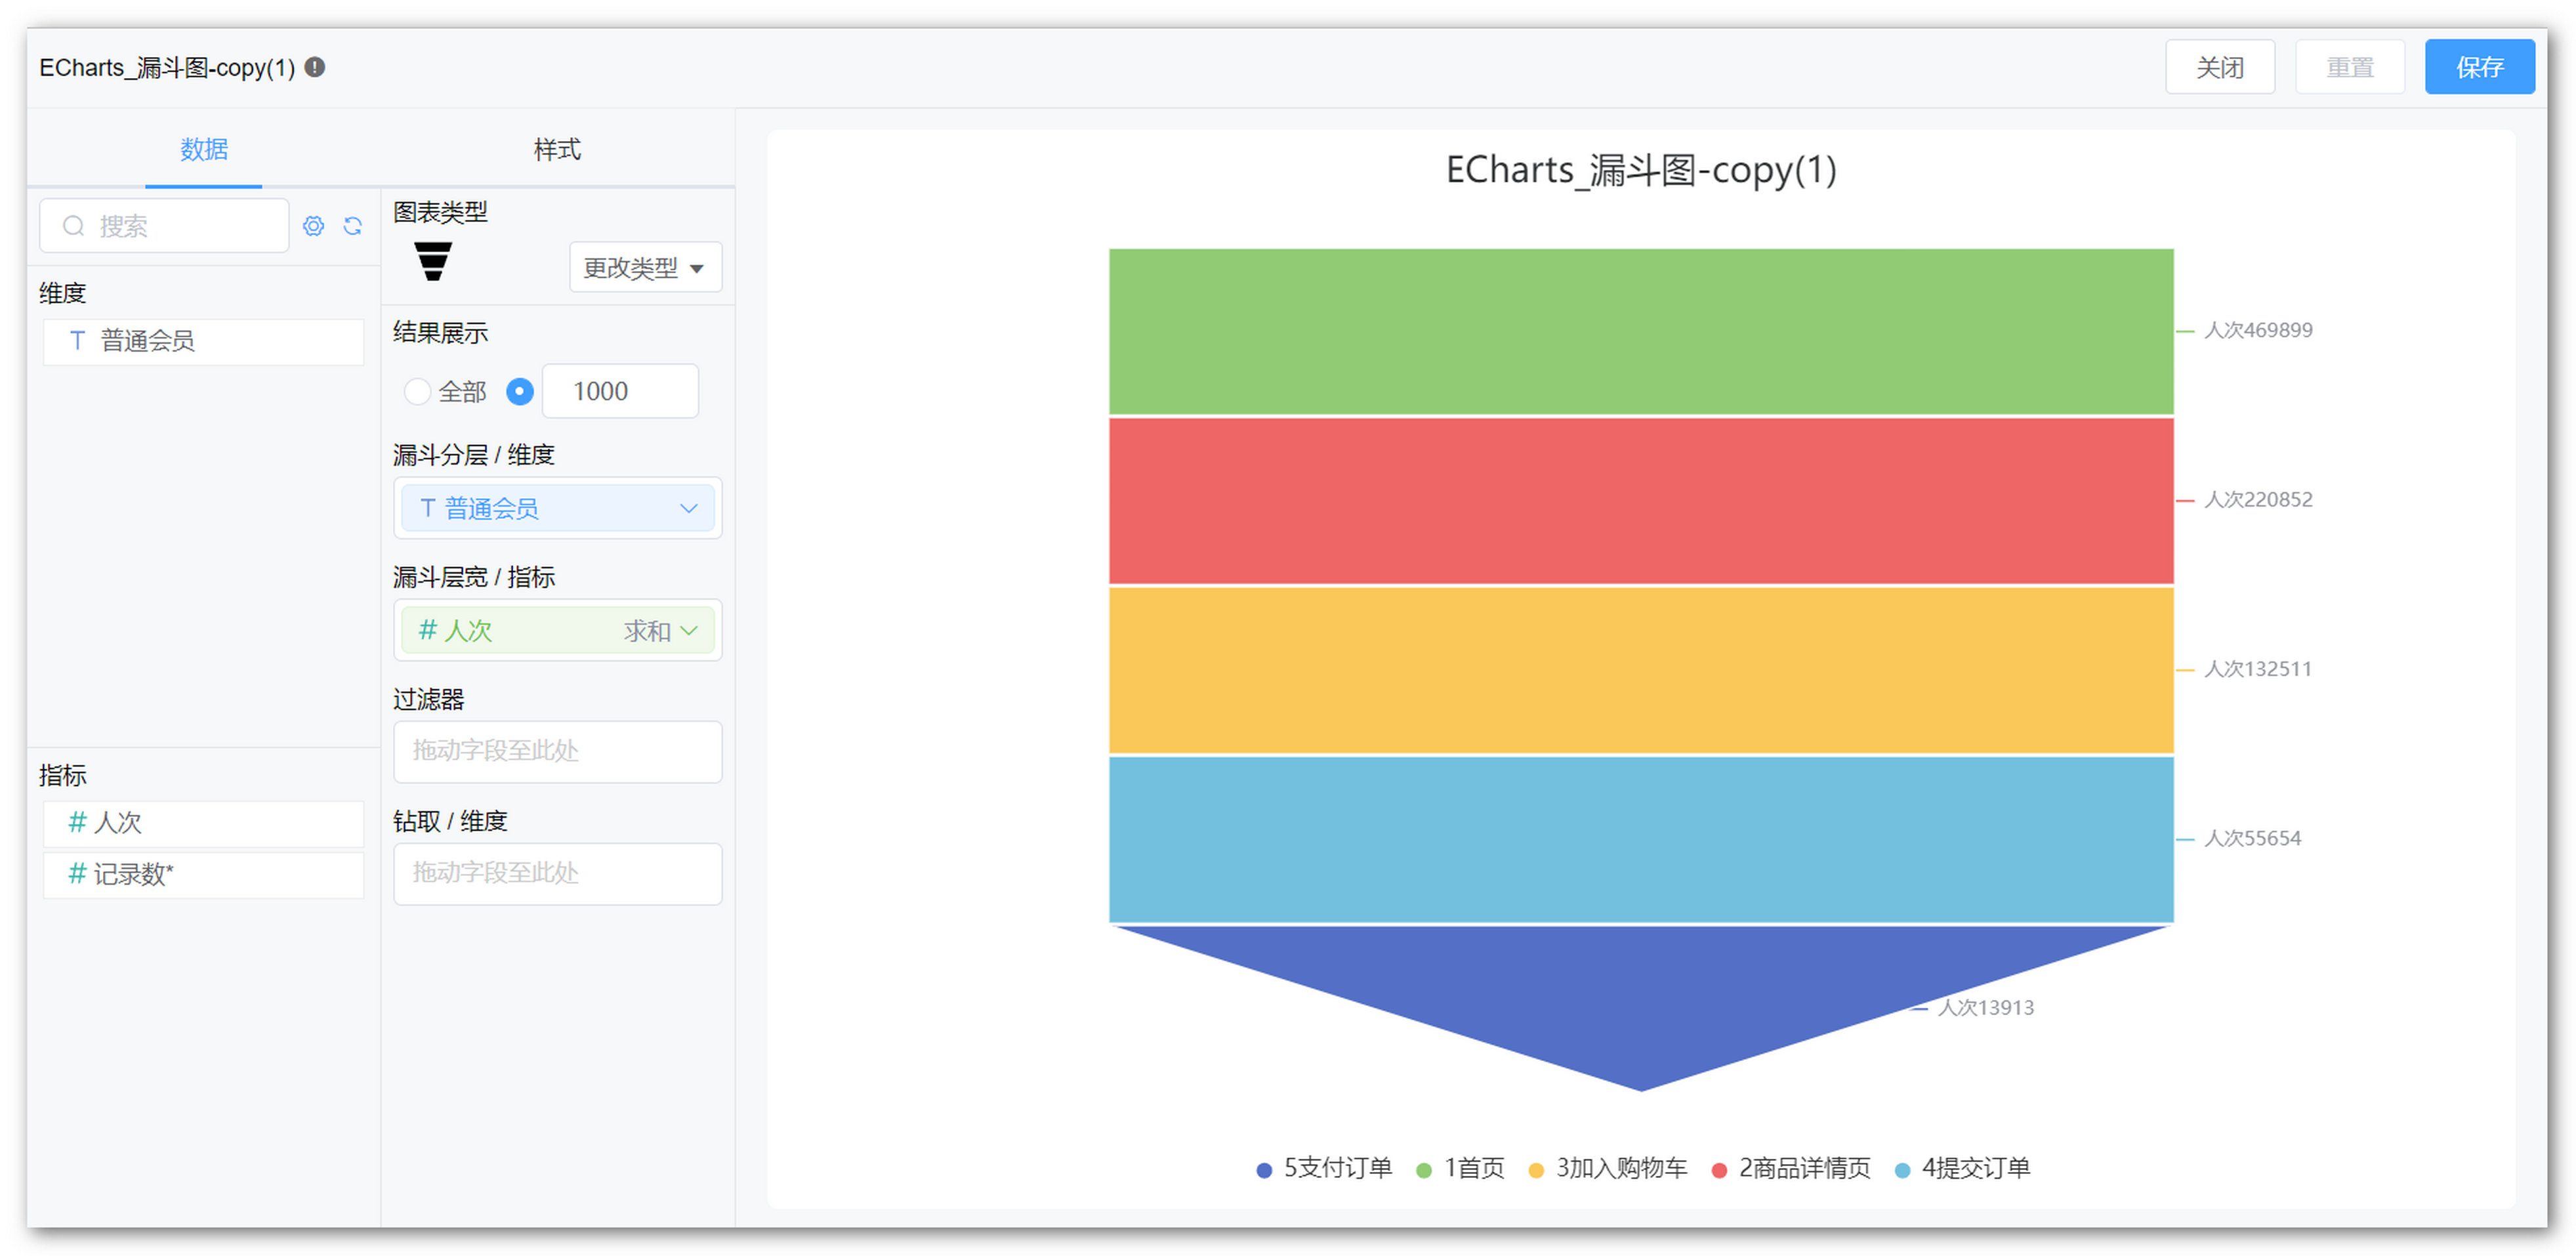 ECharts_漏斗图-copy(1)
关闭
重置
保存
数据
样式
搜索
维度
T 普通会员
指标
# 人次
# 记录数*
图表类型
更改类型
结果展示
全部
1000
漏斗分层 / 维度
T 普通会员
漏斗层宽 / 指标
# 人次 求和
过滤器
拖动字段至此处
钻取 / 维度
拖动字段至此处
ECharts_漏斗图-copy(1)
人次469899
人次220852
人次132511
人次55654
人次13913
5支付订单 1首页 3加入购物车 2商品详情页 4提交订单